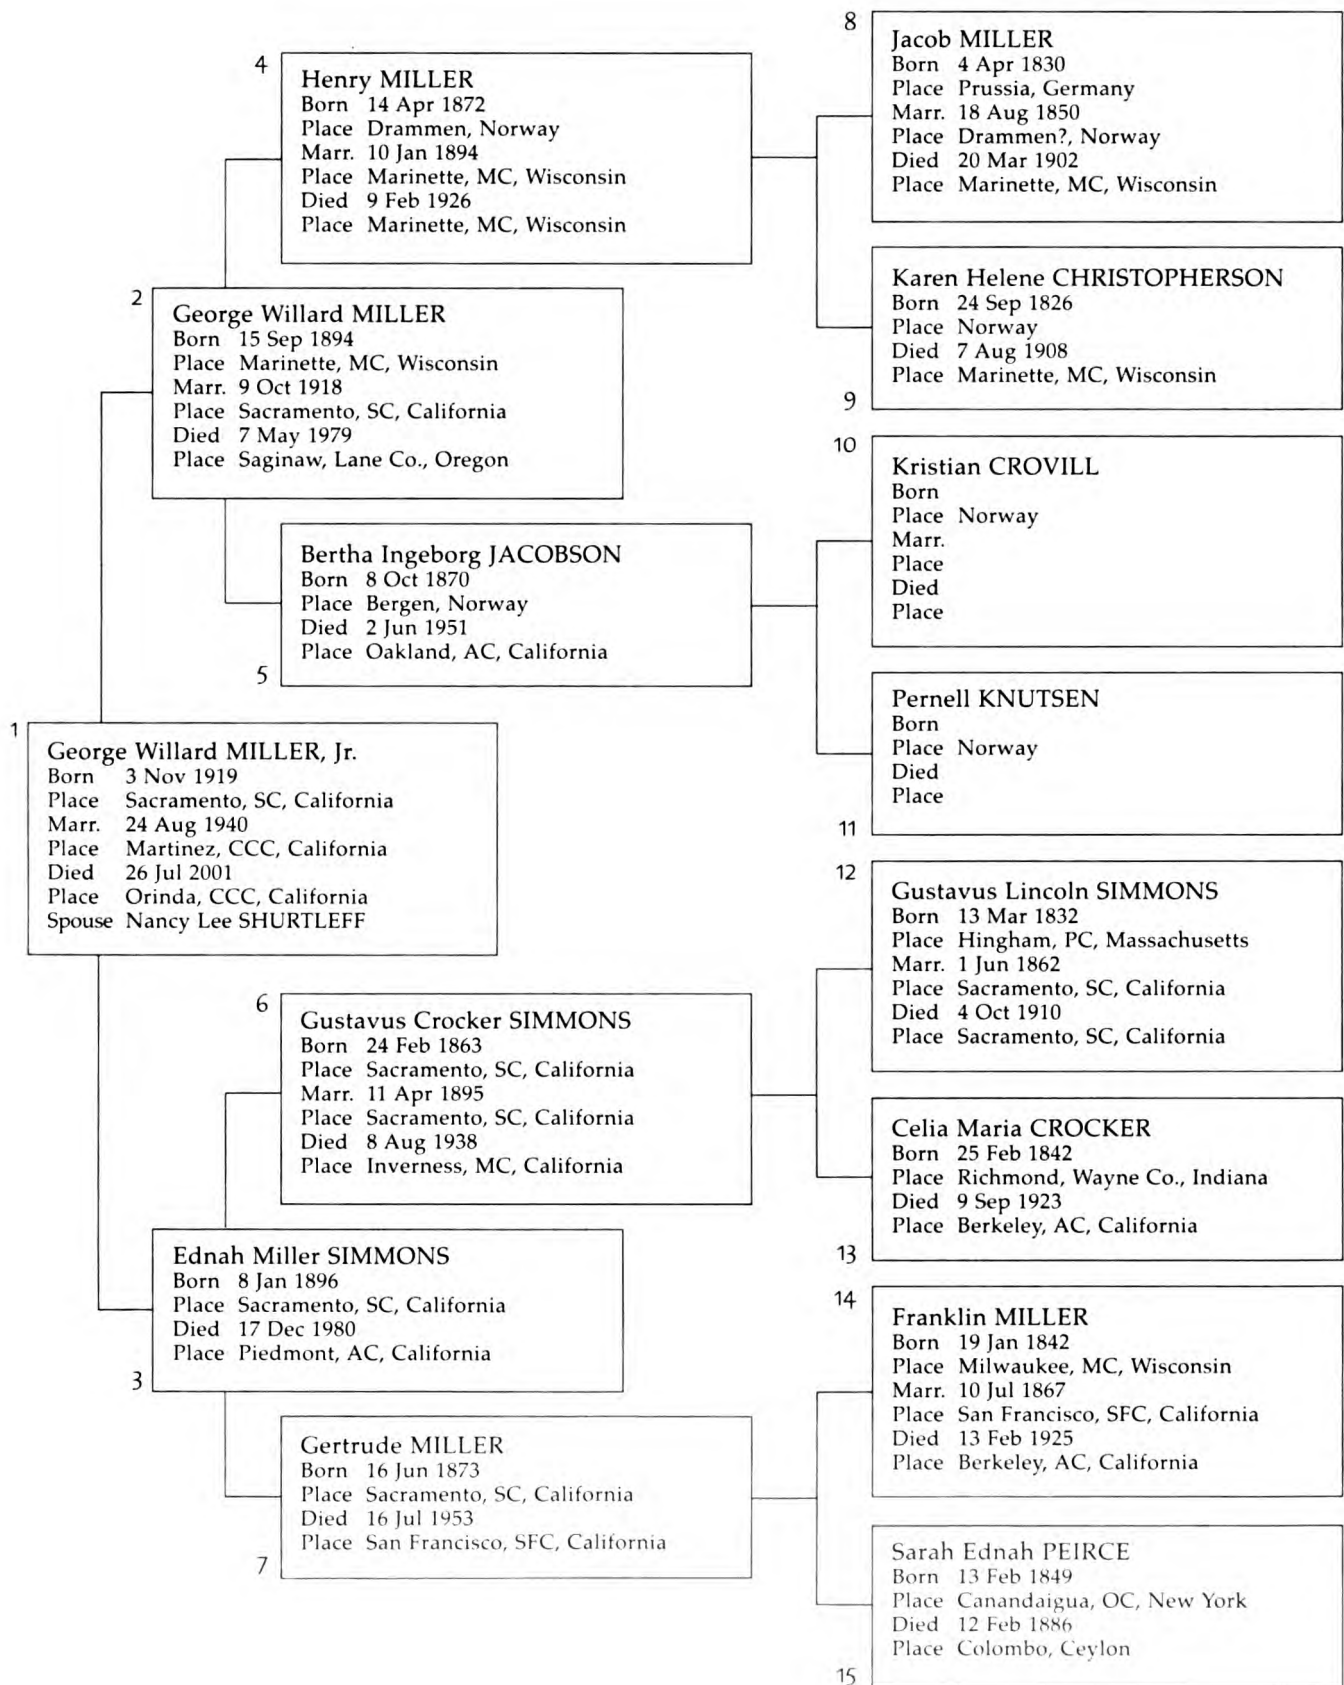 1
George Willard MILLER, Jr.
Born 3 Nov 1919
Place Sacramento, SC, California
Marr. 24 Aug 1940
Place Martinez, CCC, California
Died 26 Jul 2001
Place Orinda, CCC, California
Spouse Nancy Lee SHURTLEFF
2
George Willard MILLER
Born 15 Sep 1894
Place Marinette, MC, Wisconsin
Marr. 9 Oct 1918
Place Sacramento, SC, California
Died 7 May 1979
Place Saginaw, Lane Co., Oregon
Ednah Miller SIMMONS
Born 8 Jan 1896
Place Sacramento, SC, California
Died 17 Dec 1980
Place Piedmont, AC, California
3
4
Henry MILLER
Born 14 Apr 1872
Place Drammen, Norway
Marr. 10 Jan 1894
Place Marinette, MC, Wisconsin
Died 9 Feb 1926
Place Marinette, MC, Wisconsin
Bertha Ingeborg JACOBSON
Born 8 Oct 1870
Place Bergen, Norway
Died 2 Jun 1951
Place Oakland, AC, California
5
6
Gustavus Crocker SIMMONS
Born 24 Feb 1863
Place Sacramento, SC, California
Marr. 11 Apr 1895
Place Sacramento, SC, California
Died 8 Aug 1938
Place Inverness, MC, California
Gertrude MILLER
Born 16 Jun 1873
Place Sacramento, SC, California
Died 16 Jul 1953
Place San Francisco, SFC, California
7
8
Jacob MILLER
Born 4 Apr 1830
Place Prussia, Germany
Marr. 18 Aug 1850
Place Drammen?, Norway
Died 20 Mar 1902
Place Marinette, MC, Wisconsin
Karen Helene CHRISTOPHERSON
Born 24 Sep 1826
Place Norway
Died 7 Aug 1908
Place Marinette, MC, Wisconsin
9
10
Kristian CROVILL
Born
Place Norway
Marr.
Place
Died
Place
Pernell KNUTSEN
Born
Place Norway
Died
Place
11
12
Gustavus Lincoln SIMMONS
Born 13 Mar 1832
Place Hingham, PC, Massachusetts
Marr. 1 Jun 1862
Place Sacramento, SC, California
Died 4 Oct 1910
Place Sacramento, SC, California
Celia Maria CROCKER
Born 25 Feb 1842
Place Richmond, Wayne Co., Indiana
Died 9 Sep 1923
Place Berkeley, AC, California
13
14
Franklin MILLER
Born 19 Jan 1842
Place Milwaukee, MC, Wisconsin
Marr. 10 Jul 1867
Place San Francisco, SFC, California
Died 13 Feb 1925
Place Berkeley, AC, California
Sarah Ednah PEIRCE
Born 13 Feb 1849
Place Canandaigua, OC, New York
Died 12 Feb 1886
Place Colombo, Ceylon
15